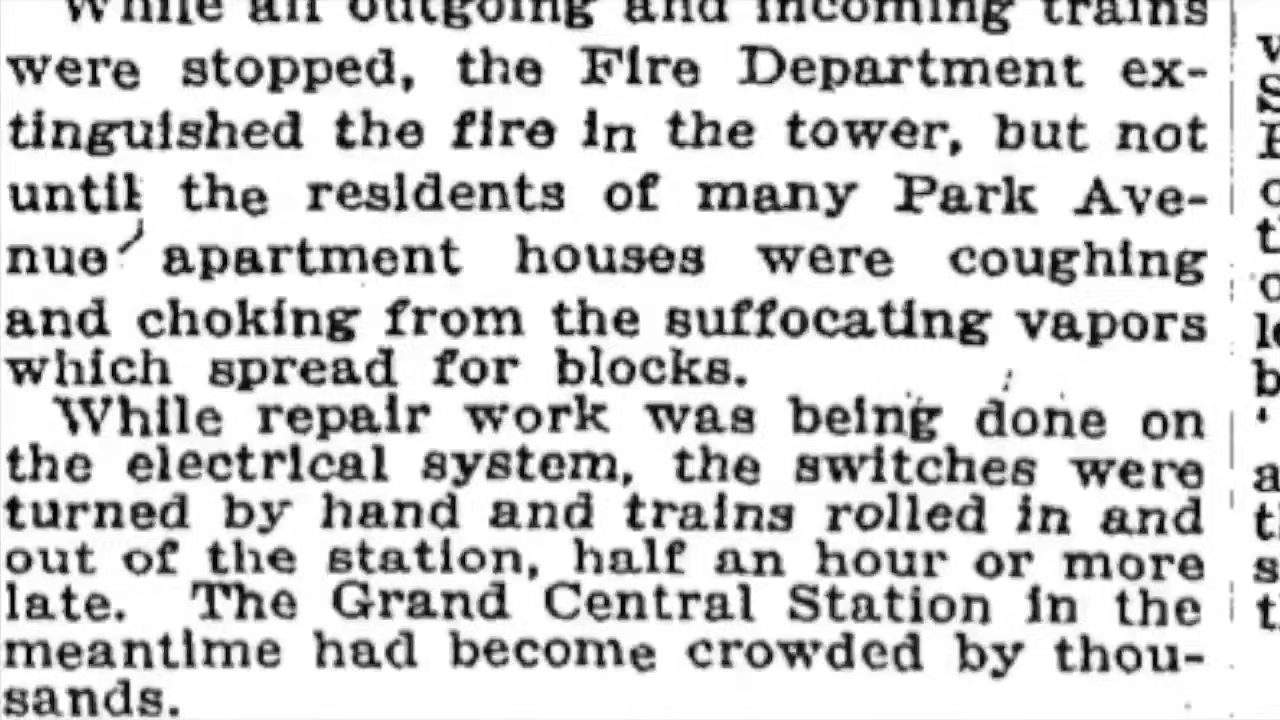 While all outgoing and incoming trains
were stopped, the Fire Department ex-
tinguished the fire in the tower, but not
until the residents of many Park Ave-
nue apartment houses were coughing
and choking from the suffocating vapors
which spread for blocks.
While repair work was being done on
the electrical system, the switches were
turned by hand and trains rolled in and
out of the station, half an hour or more
late. The Grand Central Station in the
meantime had become crowded by thou-
sands.